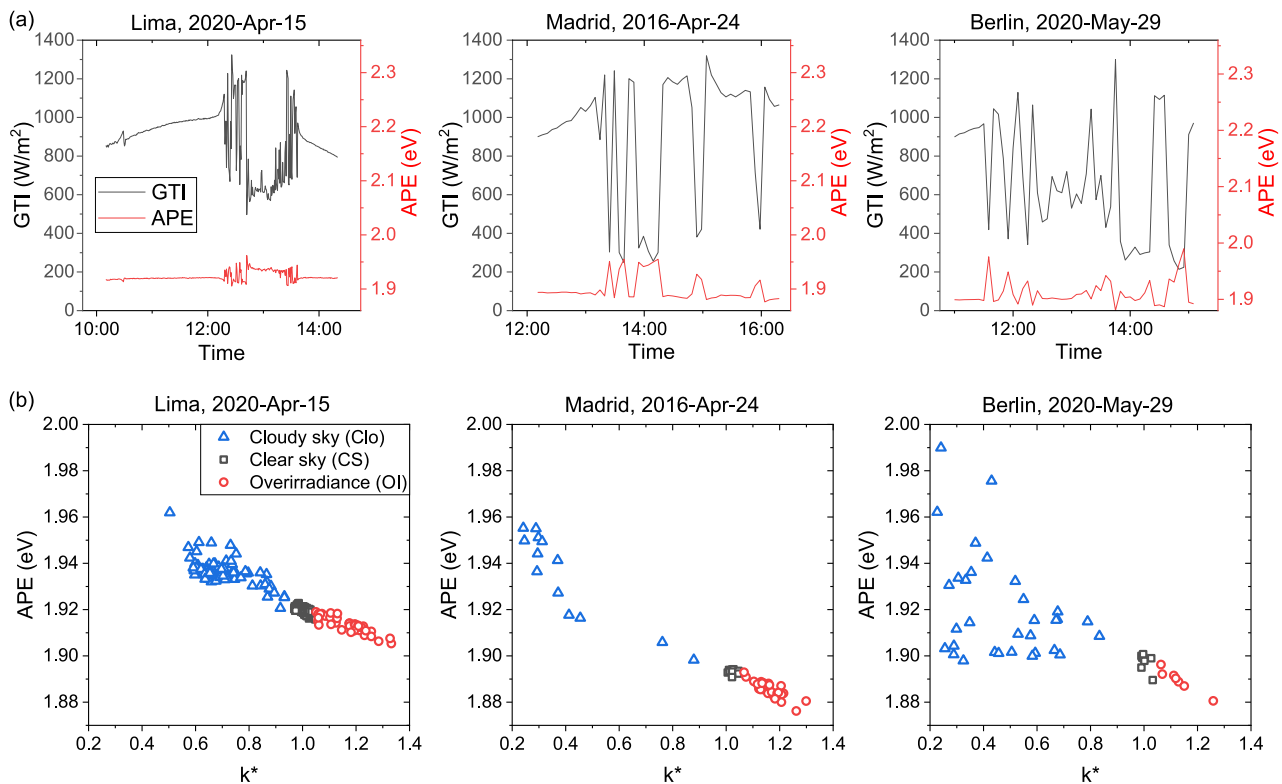 (a)
Lima, 2020-Apr-15
Madrid, 2016-Apr-24
Berlin, 2020-May-29
1400
1200
1000
800
600
400
200
0
GTI (W/m²)
GTI
APE
2.3
2.2
2.1
2.0
1.9
APE (eV)
10:00 12:00 14:00
Time
1400
1200
1000
800
600
400
200
0
GTI (W/m²)
2.3
2.2
2.1
2.0
1.9
APE (eV)
12:00 14:00 16:00
Time
1400
1200
1000
800
600
400
200
0
GTI (W/m²)
2.3
2.2
2.1
2.0
1.9
APE (eV)
12:00 14:00
Time
(b)
Lima, 2020-Apr-15
Madrid, 2016-Apr-24
Berlin, 2020-May-29
2.00
1.98
1.96
1.94
1.92
1.90
1.88
APE (eV)
Cloudy sky (Clo)
Clear sky (CS)
Overirradiance (OI)
0.2 0.4 0.6 0.8 1.0 1.2 1.4
k*
2.00
1.98
1.96
1.94
1.92
1.90
1.88
APE (eV)
0.2 0.4 0.6 0.8 1.0 1.2 1.4
k*
2.00
1.98
1.96
1.94
1.92
1.90
1.88
APE (eV)
0.2 0.4 0.6 0.8 1.0 1.2 1.4
k*